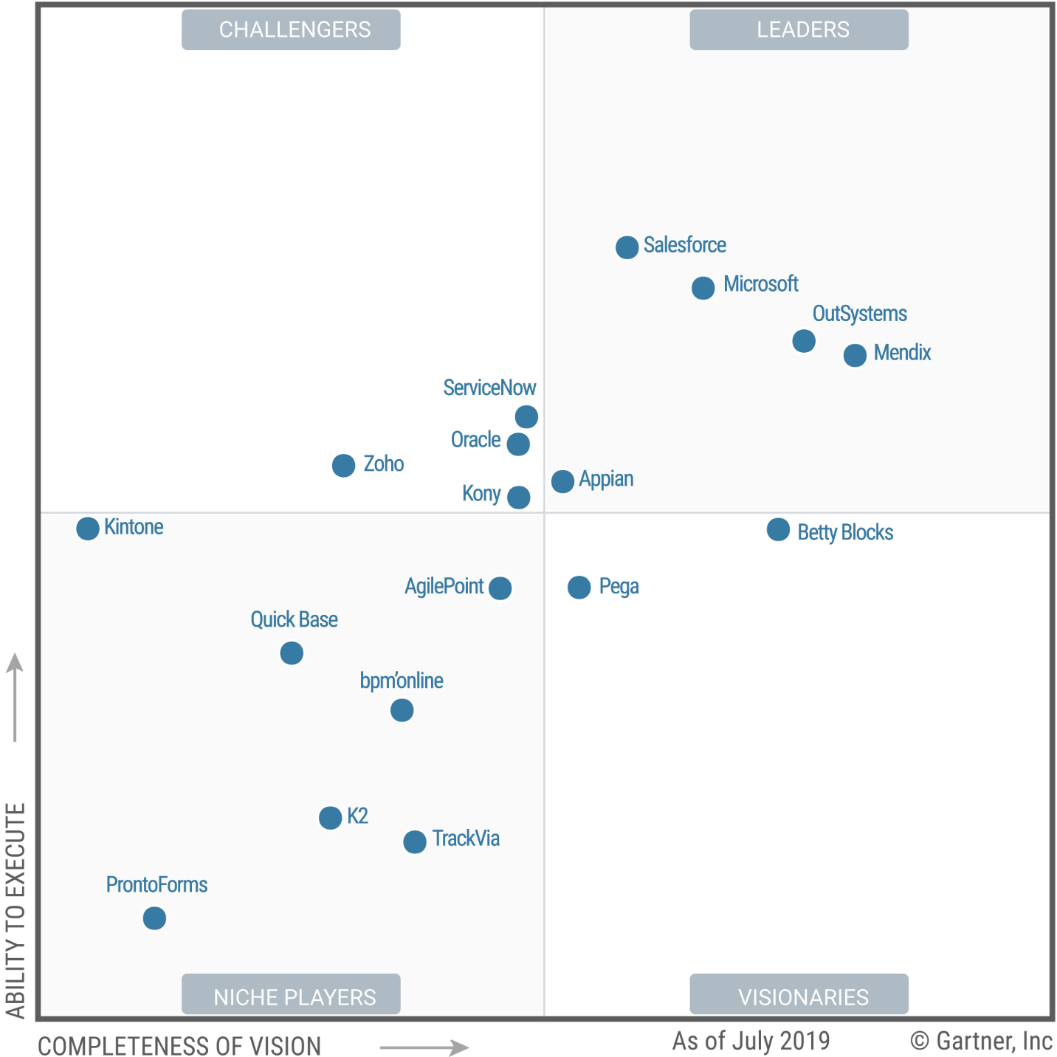 CHALLENGERS
LEADERS
Salesforce
Microsoft
OutSystems
Mendix
ServiceNow
Oracle
Zoho
Appian
Kony
Kintone
Betty Blocks
AgilePoint
Pega
Quick Base
bpm'online
K2
TrackVia
ProntoForms
NICHE PLAYERS
VISIONARIES
ABILITY TO EXECUTE
COMPLETENESS OF VISION
As of July 2019
© Gartner, Inc